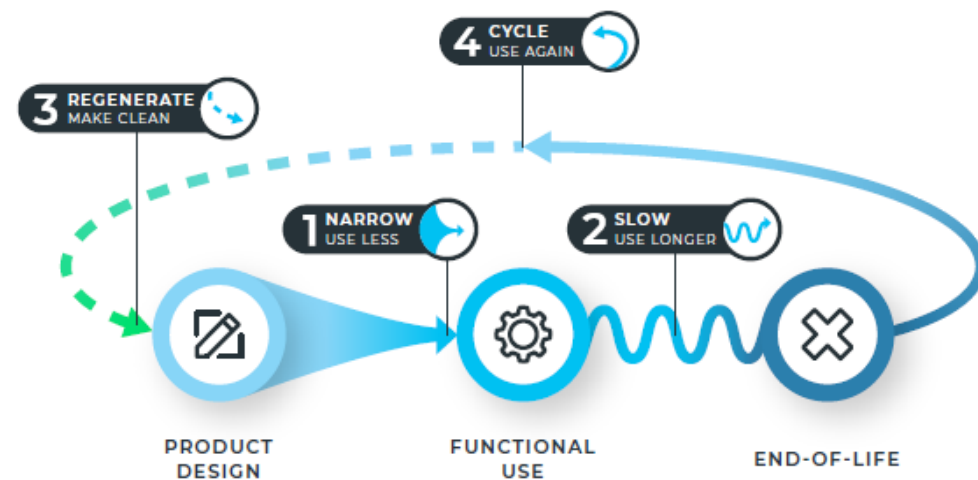 4 CYCLE
USE AGAIN
3 REGENERATE
MAKE CLEAN
1 NARROW
USE LESS
2 SLOW
USE LONGER
PRODUCT
DESIGN
FUNCTIONAL
USE
END-OF-LIFE